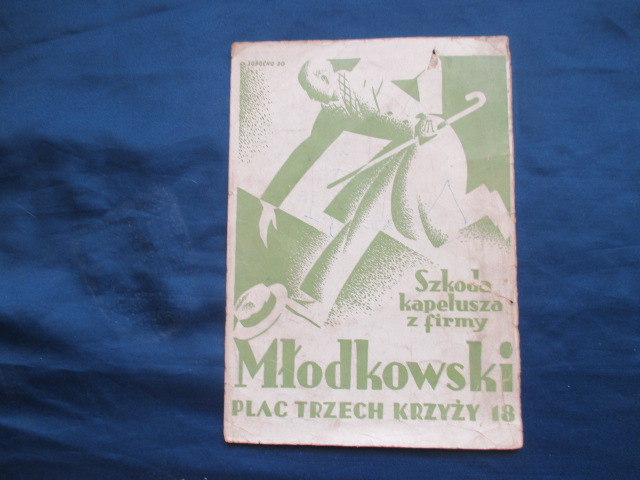 Szkoda
kapelusza
z firmy
Młodkowski
PLAC TRZECH KRZYŻY 18